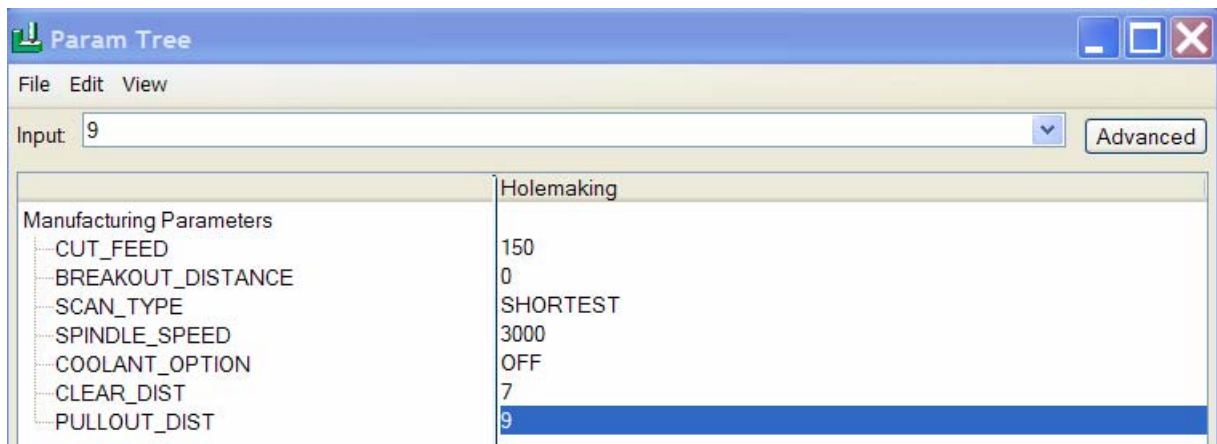 Param Tree
File Edit View
Input: 9 Advanced
Holemaking
Manufacturing Parameters
CUT_FEED 150
BREAKOUT_DISTANCE 0
SCAN_TYPE SHORTEST
SPINDLE_SPEED 3000
COOLANT_OPTION OFF
CLEAR_DIST 7
PULLOUT_DIST 9